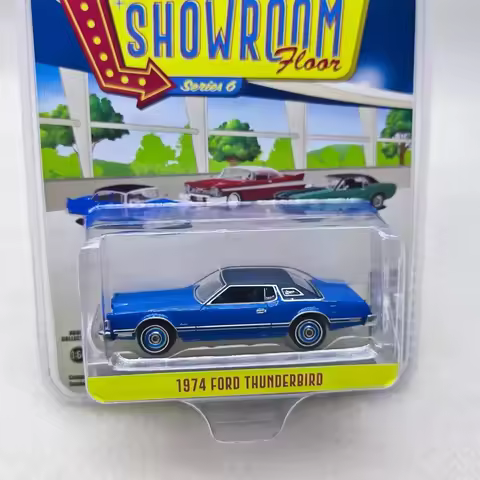 SHOWROOM
Floor
Series 6
1974 FORD THUNDERBIRD